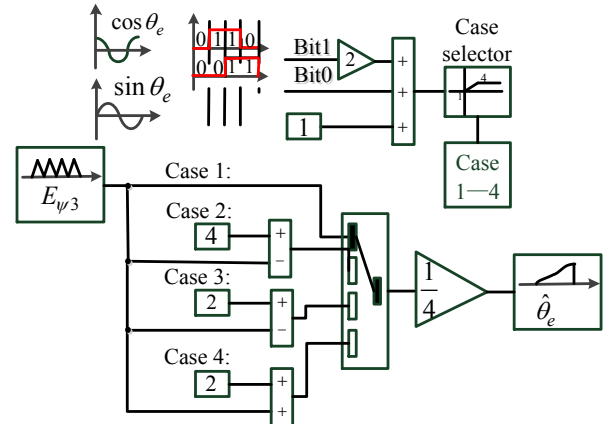 cos θₑ
0 1 1 0
0 0 1 1
sin θₑ
Bit1
2
Bit0
1
+
+
+
Case
selector
4
1
Case
1—4
E_ψ3
Case 1:
Case 2:
4
+
−
Case 3:
2
+
−
Case 4:
2
+
+
1/4
θ̂ₑ